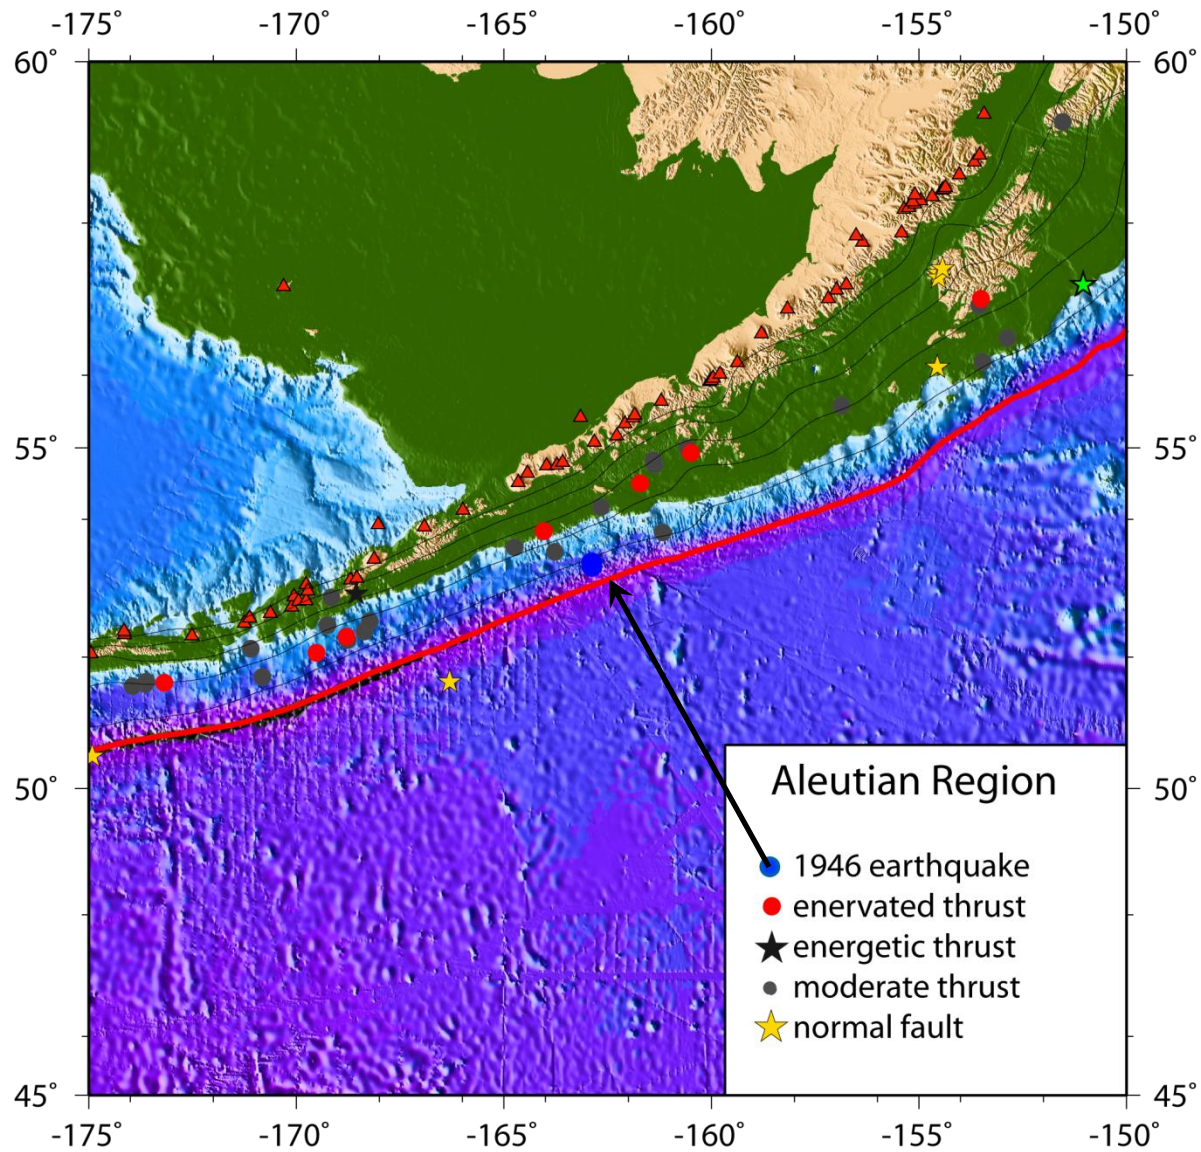 -175° -170° -165° -160° -155° -150°
60° 60°
55° 55°
50° 50°
45° 45°
Aleutian Region
1946 earthquake
enervated thrust
energetic thrust
moderate thrust
normal fault
-175° -170° -165° -160° -155° -150°